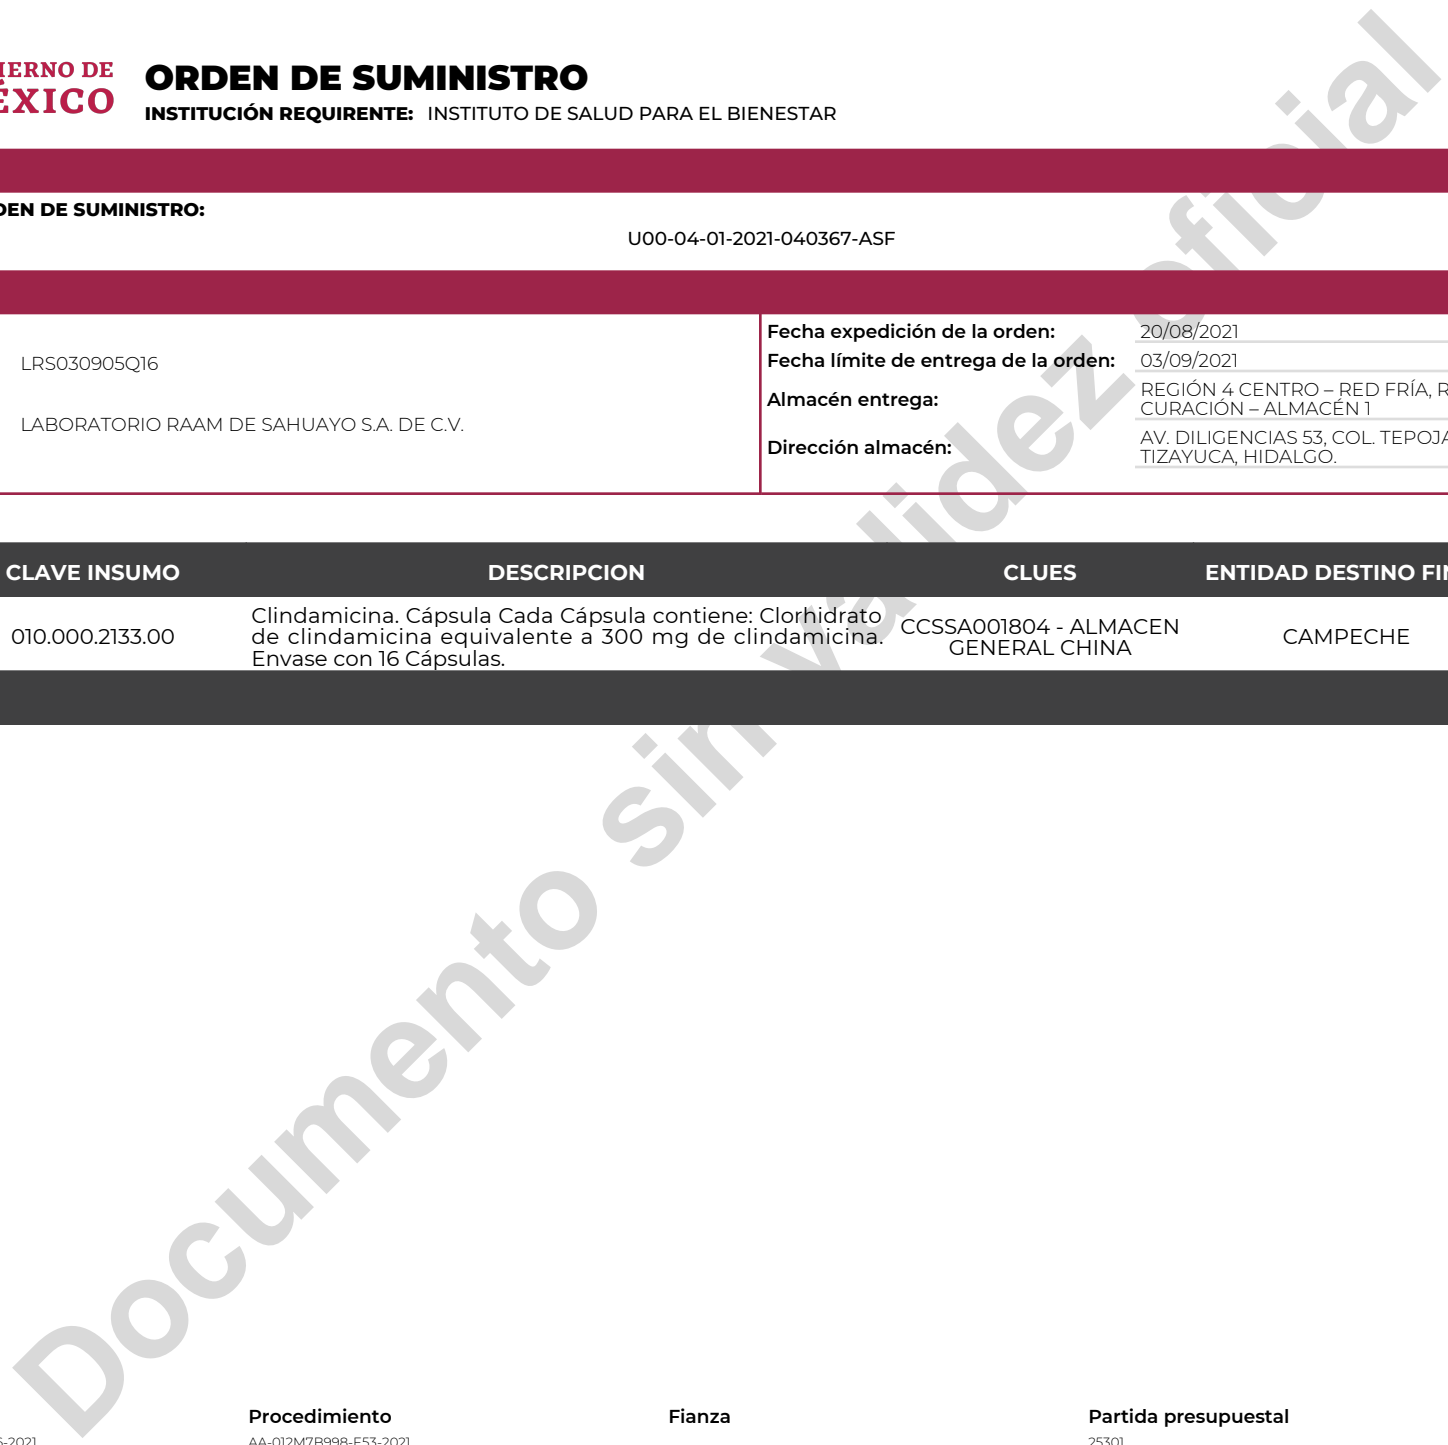 ORDEN DE SUMINISTRO
INSTITUCIÓN REQUIRENTE: INSTITUTO DE SALUD PARA EL BIENESTAR
DE
DE SUMINISTRO:
U00-04-01-2021-040367-ASF
LRS030905Q16
LABORATORIO RAAM DE SAHUAYO S.A. DE C.V.
Fecha expedición de la orden: 20/08/2021
Fecha límite de entrega de la orden: 03/09/2021
Almacén entrega: REGIÓN 4 CENTRO – RED FRÍA,
CURACIÓN – ALMACÉN 1
Dirección almacén: AV. DILIGENCIAS 53, COL.
TIZAYUCA, HIDALGO.
CLAVE INSUMO DESCRIPCION CLUES ENTIDAD DESTINO
010.000.2133.00
Clindamicina. Cápsula Cada Cápsula contiene: Clorhidrato
de clindamicina equivalente a 300 mg de clindamicina.
Envase con 16 Cápsulas.
CCSSA001804 - ALMACEN
GENERAL CHINA
CAMPECHE
Documento sin validez oficial
Procedimiento Fianza Partida presupuestal
AA-012M7B998-E53-2021 25301